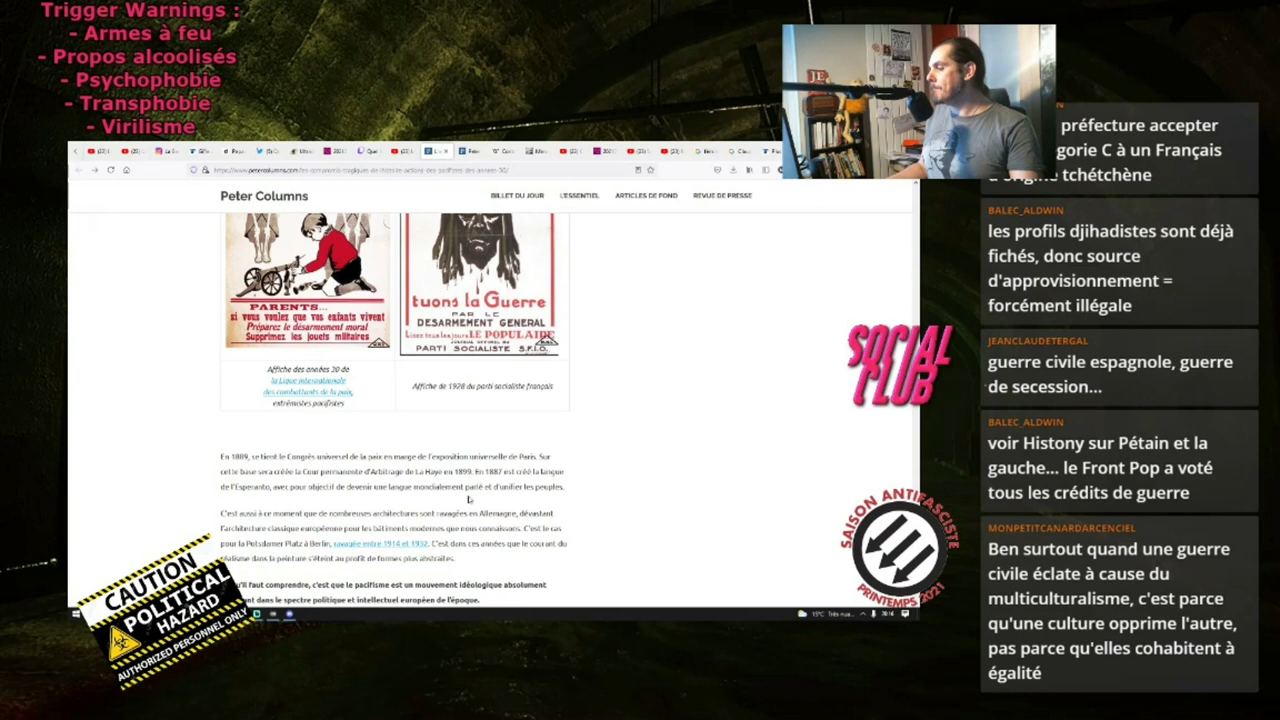 Trigger Warnings :
- Armes à feu
- Propos alcoolisés
- Psychophobie
- Transphobie
- Virilisme
Peter Columns
BILLET DU JOUR
L'ESSENTIEL
ARTICLES DE FOND
REVUE DE PRESSE
PARENTS...
si vous voulez que vos enfants vivent
Préparez le désarmement moral
Supprimez les jouets militaires
tuons la Guerre
PAR LE
DESARMEMENT GENERAL
Lisez tous les jours LE POPULAIRE
PARTI SOCIALISTE S.F.I.O.
Affiche des années 30 de
la Ligue internationale
des combattants de la paix,
extrémistes pacifistes
Affiche de 1928 du parti socialiste français
En 1889, se tient le Congrès universel de la paix en marge de l'exposition universelle de Paris. Sur
cette base sera créée la Cour permanente d'Arbitrage de La Haye en 1899. En 1887 est créé la langue
de l'Esperanto, avec pour objectif de devenir une langue mondialement parlé et d'unifier les peuples.
C'est aussi à ce moment que de nombreuses architectures sont ravagées en Allemagne, dévastant
l'architecture classique européenne pour les bâtiments modernes que nous connaissons. C'est le cas
pour la Potsdamer Platz à Berlin, ravagée entre 1914 et 1932. C'est dans ces années que le courant du
réalisme dans la peinture s'éteint au profit de formes plus abstraites.
qu'il faut comprendre, c'est que le pacifisme est un mouvement idéologique absolument
dans le spectre politique et intellectuel européen de l'époque.
CAUTION
POLITICAL
HAZARD
AUTHORIZED PERSONNEL ONLY
15°C
JE
SOCIAL
CLUB
SAISON ANTIFASCISTE
PRINTEMPS 2021
préfecture accepter
gorie C à un Français
d'origine tchétchène
BALEC_ALDWIN
les profils djihadistes sont déjà
fichés, donc source
d'approvisionnement =
forcément illégale
JEANCLAUDETERGAL
guerre civile espagnole, guerre
de secession...
BALEC_ALDWIN
voir Histony sur Pétain et la
gauche... le Front Pop a voté
tous les crédits de guerre
MONPETITCANARDARCENCIEL
Ben surtout quand une guerre
civile éclate à cause du
multiculturalisme, c'est parce
qu'une culture opprime l'autre,
pas parce qu'elles cohabitent à
égalité